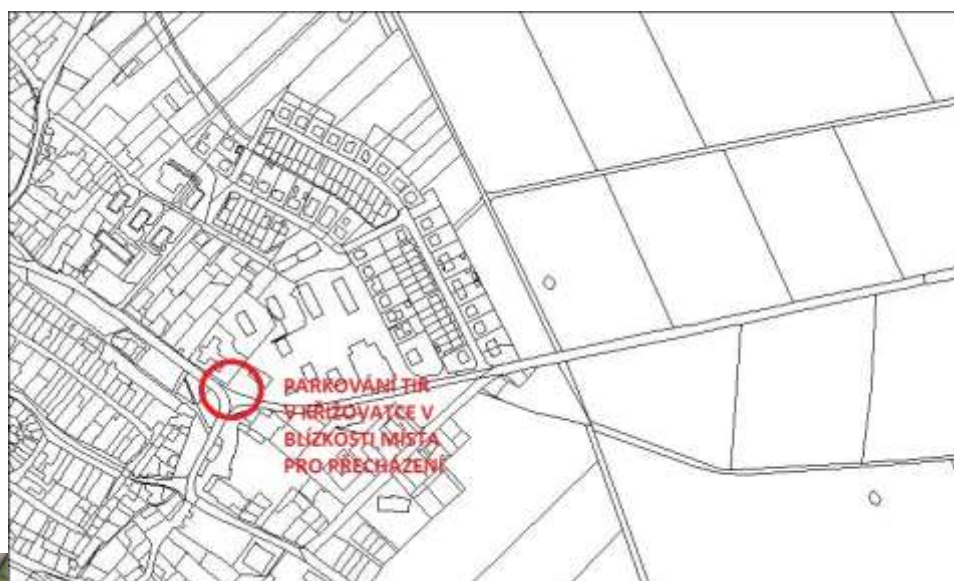 PARKOVÁNÍ TIR
V KŘIŽOVATCE V
BLÍZKOSTI MÍSTA
PRO PŘECHÁZENÍ